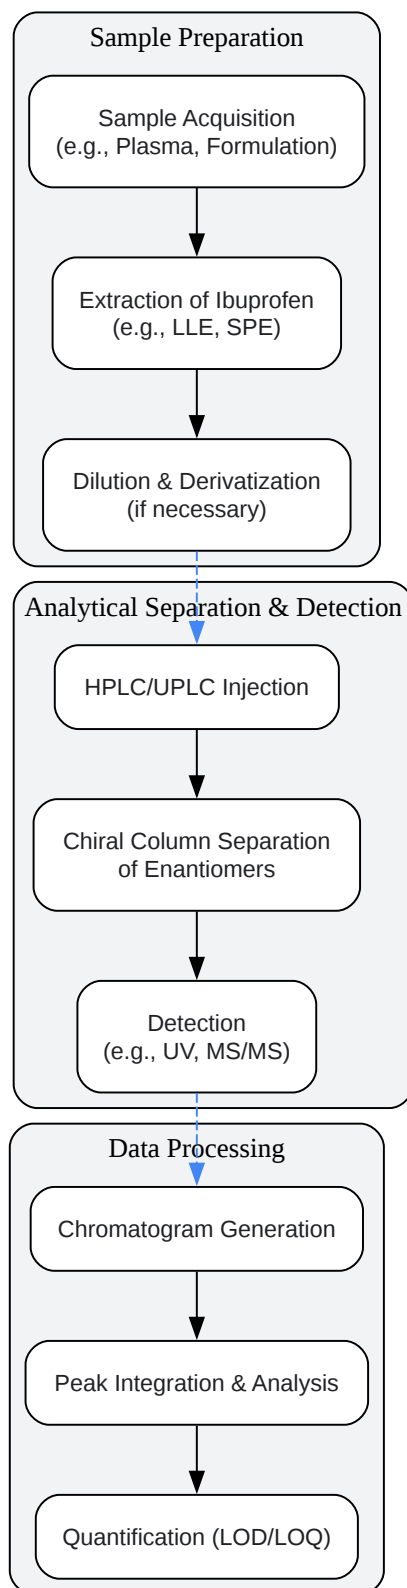 Sample Preparation
Sample Acquisition
(e.g., Plasma, Formulation)
Extraction of Ibuprofen
(e.g., LLE, SPE)
Dilution & Derivatization
(if necessary)
Analytical Separation & Detection
HPLC/UPLC Injection
Chiral Column Separation
of Enantiomers
Detection
(e.g., UV, MS/MS)
Data Processing
Chromatogram Generation
Peak Integration & Analysis
Quantification (LOD/LOQ)